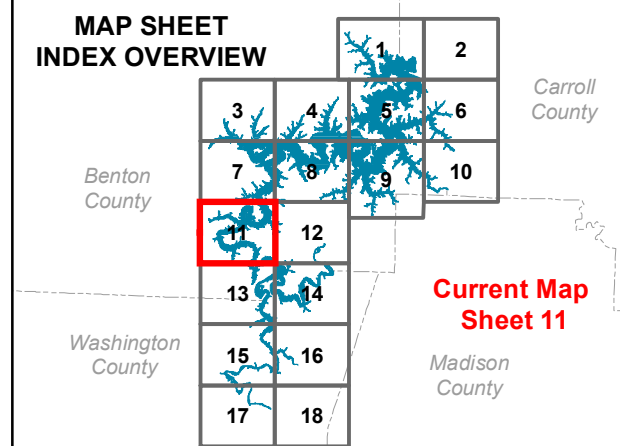 MAP SHEET
INDEX OVERVIEW
1
2
Carroll
County
3
4
5
6
Benton
County
7
8
9
10
11
12
13
14
Current Map
Sheet 11
Washington
County
15
16
Madison
County
17
18